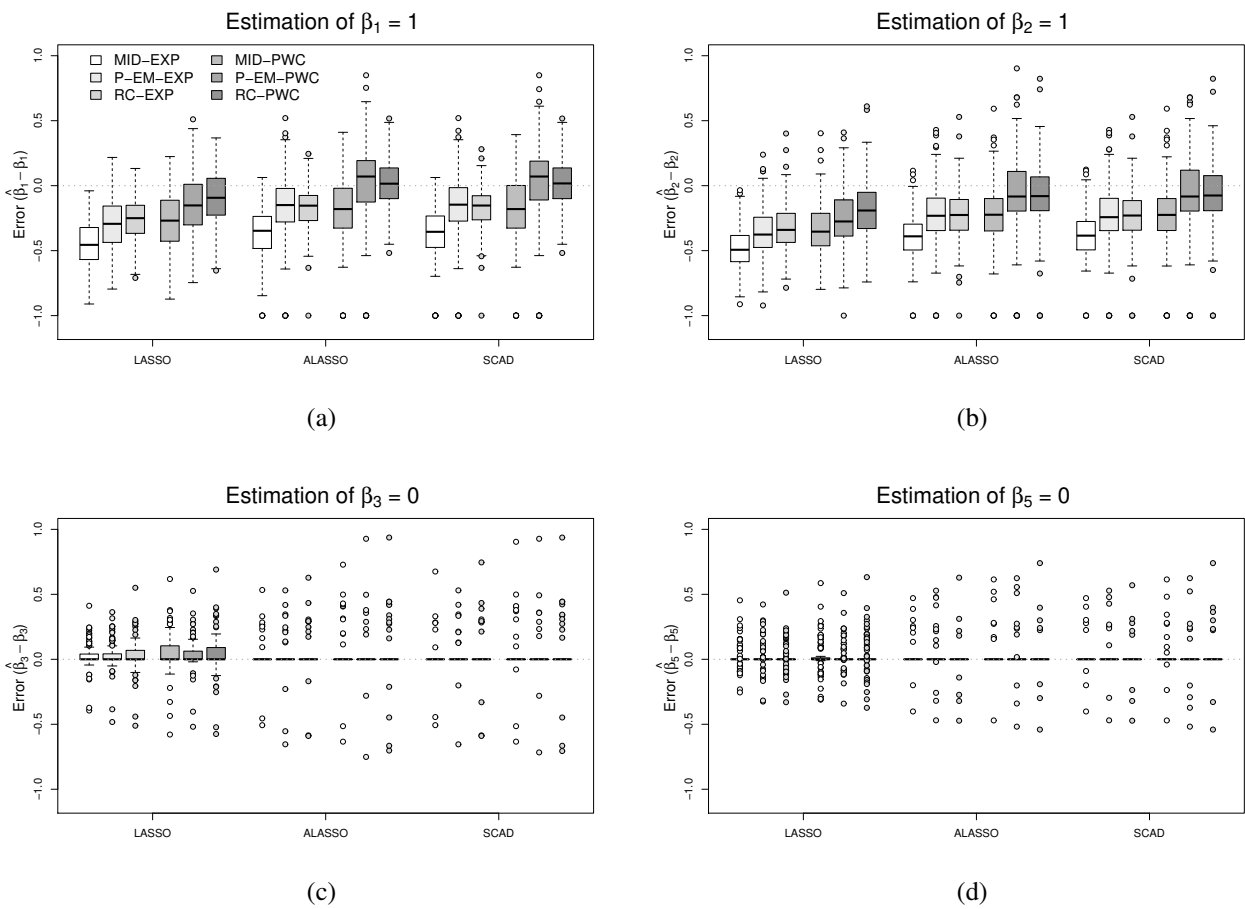 Estimation of β₁ = 1
Error (β̂₁ − β₁)
1.0
0.5
0.0
−0.5
−1.0
MID−EXP MID−PWC
P−EM−EXP P−EM−PWC
RC−EXP RC−PWC
LASSO ALASSO SCAD
(a)
Estimation of β₂ = 1
Error (β̂₂ − β₂)
1.0
0.5
0.0
−0.5
−1.0
LASSO ALASSO SCAD
(b)
Estimation of β₃ = 0
Error (β̂₃ − β₃)
1.0
0.5
0.0
−0.5
−1.0
LASSO ALASSO SCAD
(c)
Estimation of β₅ = 0
Error (β̂₅ − β₅)
1.0
0.5
0.0
−0.5
−1.0
LASSO ALASSO SCAD
(d)